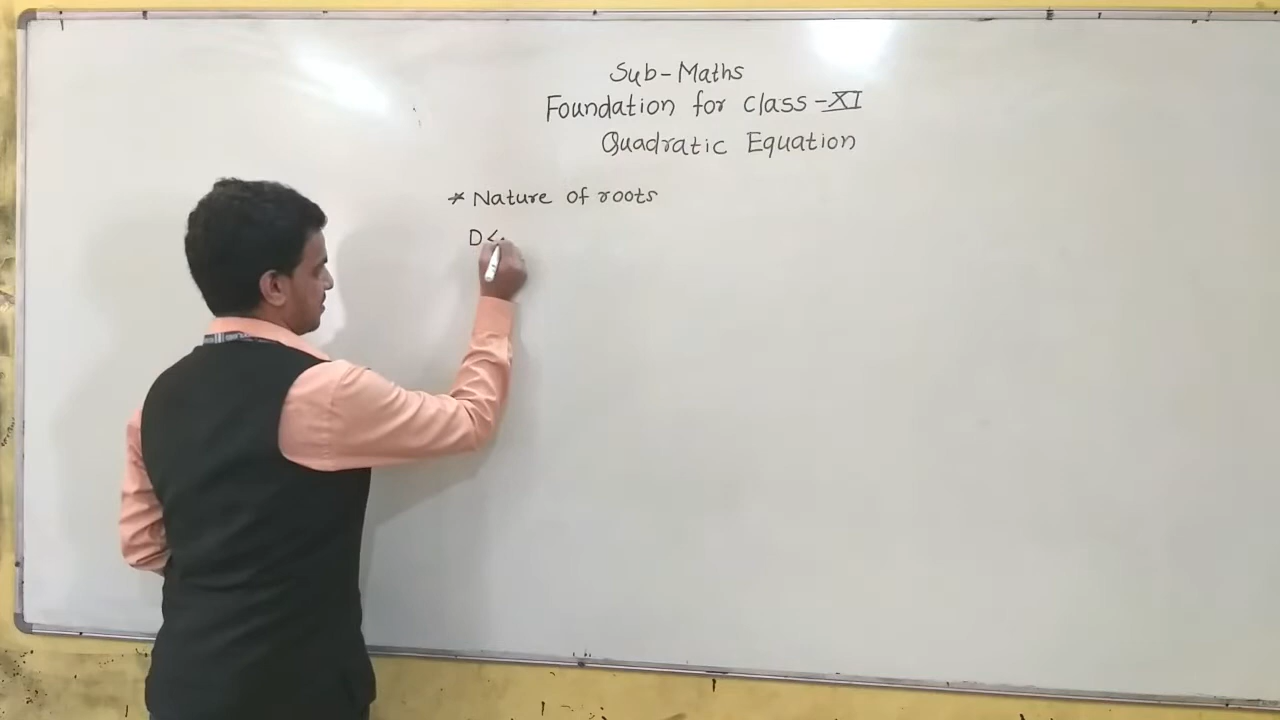 Sub-Maths
Foundation for class-XI
Quadratic Equation
* Nature of roots
D<